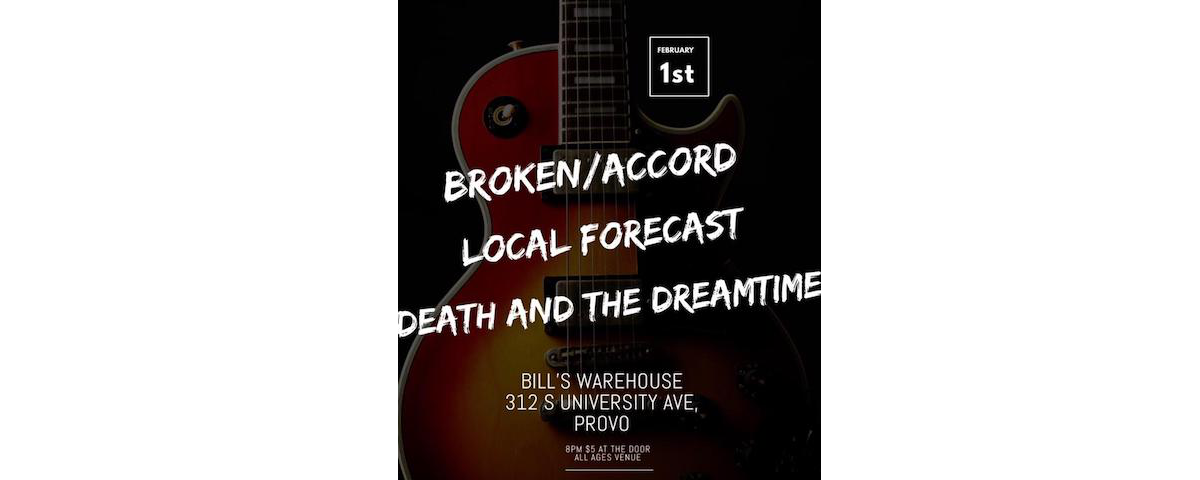 FEBRUARY
1st
BROKEN/ACCORD
LOCAL FORECAST
DEATH AND THE DREAMTIME
BILL'S WAREHOUSE
312 S UNIVERSITY AVE,
PROVO
8PM $5 AT THE DOOR
ALL AGES VENUE